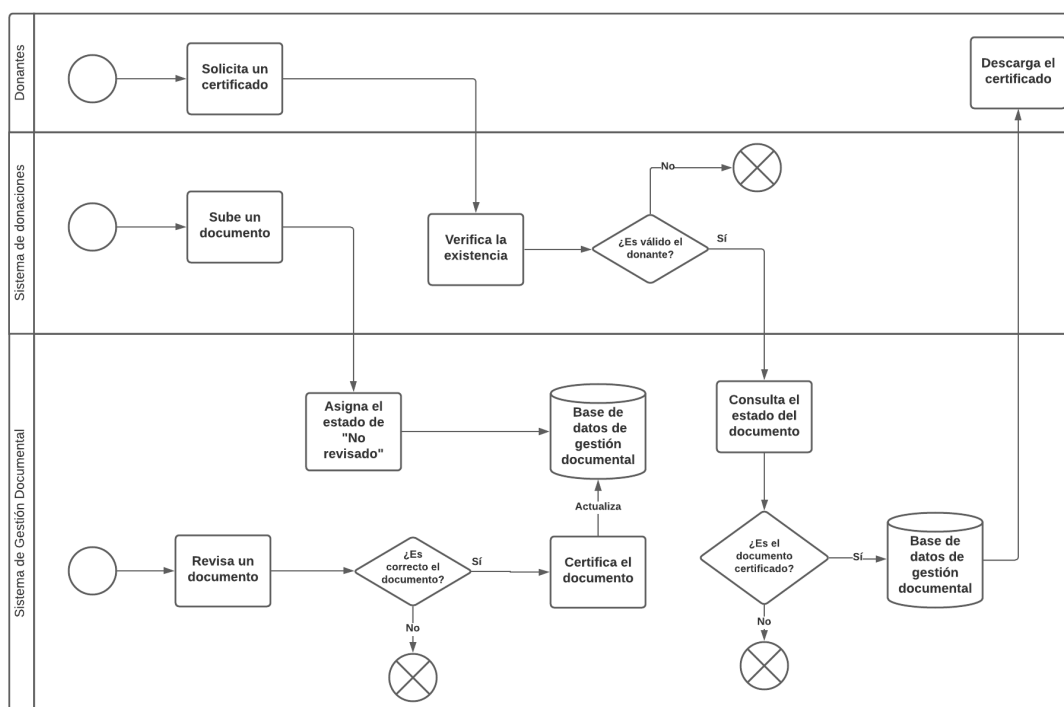 Donantes
Solicita un
certificado
Descarga el
certificado
Sistema de donaciones
Sube un
documento
Verifica la
existencia
¿Es válido el
donante?
No
Sí
Sistema de Gestión Documental
Asigna el
estado de
"No
revisado"
Base de
datos de
gestión
documental
Actualiza
Consulta el
estado del
documento
Revisa un
documento
¿Es
correcto el
documento?
Sí
No
Certifica el
documento
¿Es el
documento
certificado?
Sí
No
Base de
datos de
gestión
documental